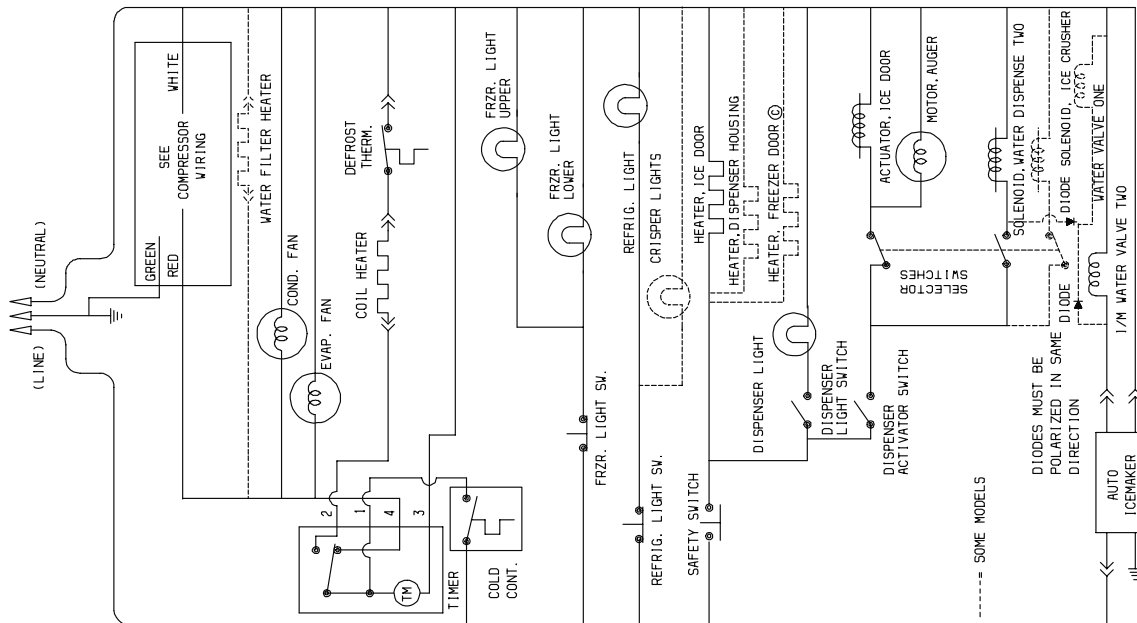 (NEUTRAL)
(LINE)
GREEN
RED
WHITE
SEE
COMPRESSOR
WIRING
WATER FILTER HEATER
COND. FAN
EVAP. FAN
COIL HEATER
DEFROST
THERM.
2
1
4
3
TM
TIMER
COLD
CONT.
FRZR. LIGHT
UPPER
FRZR. LIGHT
LOWER
FRZR. LIGHT SW.
REFRIG. LIGHT
CRISPER LIGHTS
REFRIG. LIGHT SW.
HEATER, ICE DOOR
HEATER, DISPENSER HOUSING
HEATER, FREEZER DOOR ©
SAFETY SWITCH
DISPENSER LIGHT
DISPENSER
LIGHT SWITCH
DISPENSER
ACTIVATOR SWITCH
ACTUATOR, ICE DOOR
MOTOR, AUGER
SELECTOR
SWITCHES
SOLENOID, WATER DISPENSE TWO
DIODE SOLENOID, ICE CRUSHER
WATER VALVE ONE
DIODE
I/M WATER VALVE TWO
DIODES MUST BE
POLARIZED IN SAME
DIRECTION
---- = SOME MODELS
AUTO
ICEMAKER